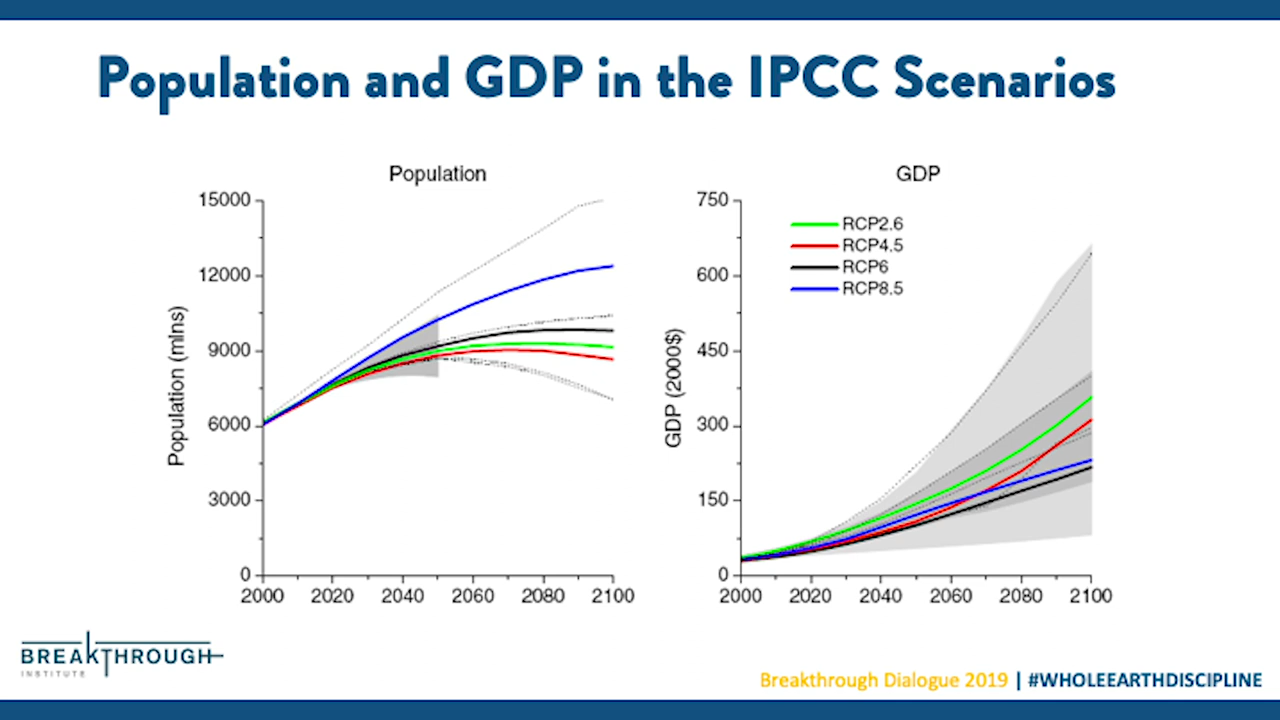 Population and GDP in the IPCC Scenarios
Population
15000
12000
9000
6000
3000
0
Population (mlns)
2000 2020 2040 2060 2080 2100
GDP
750
600
450
300
150
0
GDP (2000$)
RCP2.6
RCP4.5
RCP6
RCP8.5
2000 2020 2040 2060 2080 2100
BREAKTHROUGH
INSTITUTE
Breakthrough Dialogue 2019 | #WHOLEEARTHDISCIPLINE